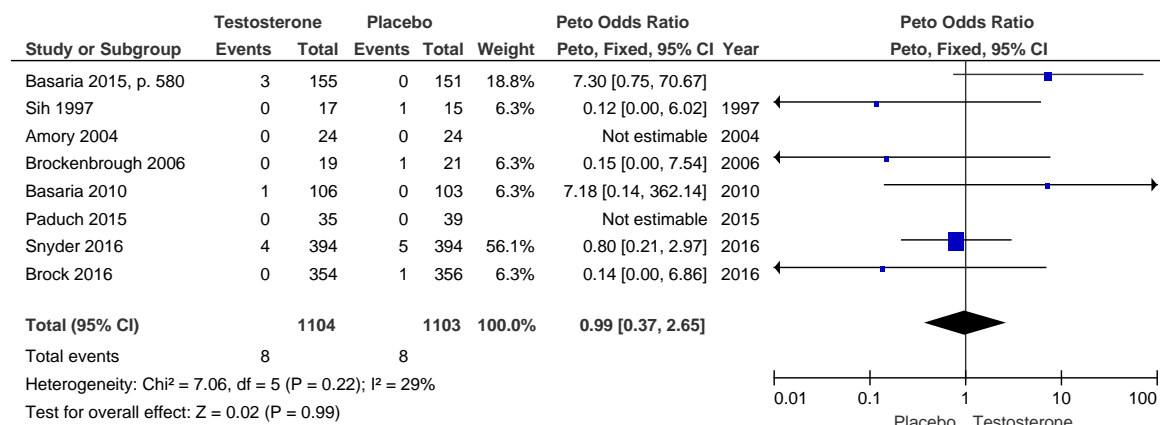 Testosterone Placebo Peto Odds Ratio Peto Odds Ratio
Study or Subgroup Events Total Events Total Weight Peto, Fixed, 95% CI Year Peto, Fixed, 95% CI
Basaria 2015, p. 580 3 155 0 151 18.8% 7.30 [0.75, 70.67]
Sih 1997 0 17 1 15 6.3% 0.12 [0.00, 6.02] 1997
Amory 2004 0 24 0 24 Not estimable 2004
Brockenbrough 2006 0 19 1 21 6.3% 0.15 [0.00, 7.54] 2006
Basaria 2010 1 106 0 103 6.3% 7.18 [0.14, 362.14] 2010
Paduch 2015 0 35 0 39 Not estimable 2015
Snyder 2016 4 394 5 394 56.1% 0.80 [0.21, 2.97] 2016
Brock 2016 0 354 1 356 6.3% 0.14 [0.00, 6.86] 2016
Total (95% CI) 1104 1103 100.0% 0.99 [0.37, 2.65]
Total events 8 8
Heterogeneity: Chi² = 7.06, df = 5 (P = 0.22); I² = 29%
Test for overall effect: Z = 0.02 (P = 0.99)
0.01 0.1 1 10 100
Placebo Testosterone